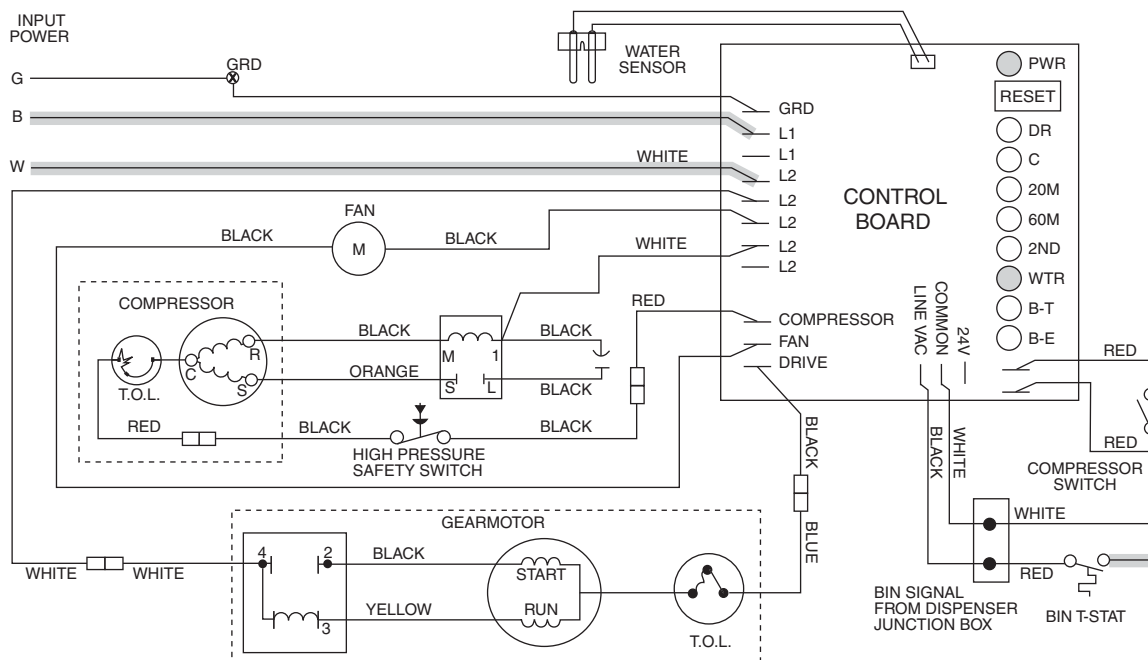 INPUT
POWER
G
GRD
B
W
WHITE
WATER
SENSOR
GRD
L1
L1
L2
L2
L2
L2
L2
COMPRESSOR
FAN
DRIVE
CONTROL
BOARD
PWR
RESET
DR
C
20M
60M
2ND
WTR
B-T
B-E
LINE VAC
COMMON
24V
FAN
M
BLACK
BLACK
WHITE
RED
COMPRESSOR
T.O.L.
C
R
S
BLACK
ORANGE
M
1
S
L
BLACK
BLACK
RED
BLACK
BLACK
HIGH PRESSURE
SAFETY SWITCH
BLACK
BLUE
BLACK
WHITE
RED
RED
COMPRESSOR
SWITCH
WHITE
RED
BIN SIGNAL
FROM DISPENSER
JUNCTION BOX
BIN T-STAT
GEARMOTOR
WHITE
WHITE
4
2
3
BLACK
YELLOW
START
RUN
T.O.L.